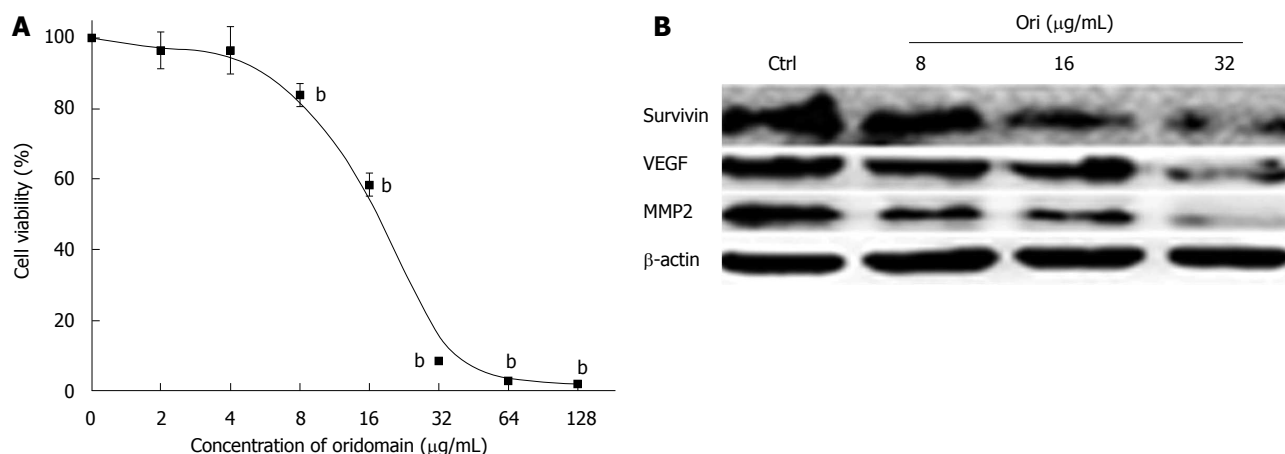 A
100
80
60
40
20
0
Cell viability (%)
b
b
b
b
b
0 2 4 8 16 32 64 128
Concentration of oridomain (μg/mL)
B
Ori (μg/mL)
Ctrl 8 16 32
Survivin
VEGF
MMP2
β-actin